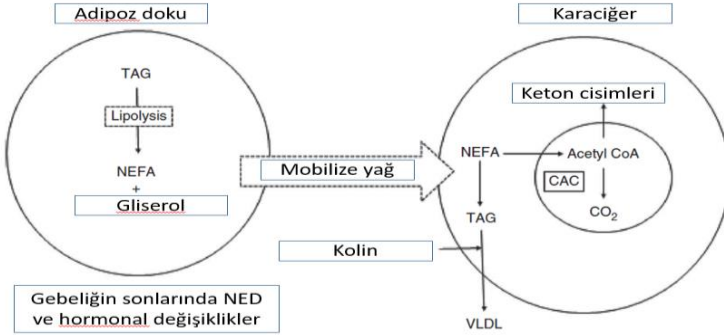 Adipoz doku
TAG
Lipolysis
NEFA
+
Gliserol
Gebeliğin sonlarında NED
ve hormonal değişiklikler
Mobilize yağ
Kolin
Karaciğer
Keton cisimleri
NEFA
Acetyl CoA
CAC
CO₂
TAG
VLDL